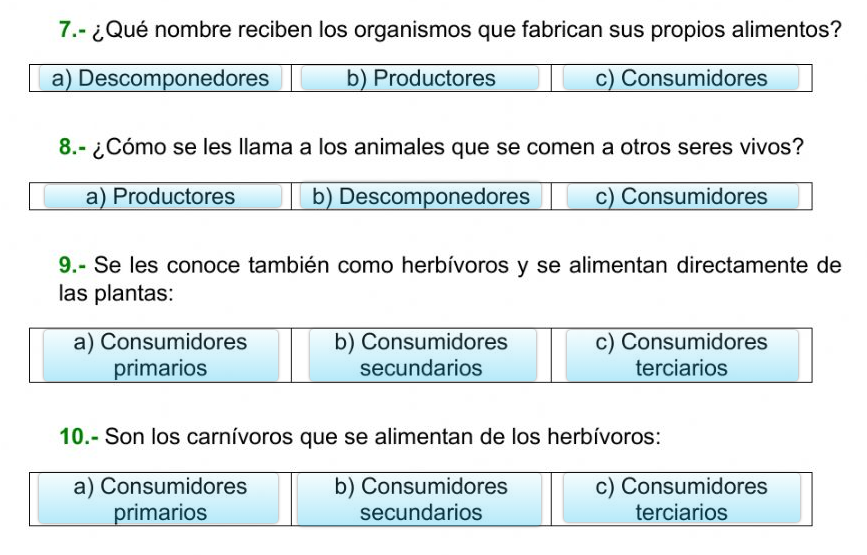 7.- ¿Qué nombre reciben los organismos que fabrican sus propios alimentos?
a) Descomponedores b) Productores c) Consumidores
8.- ¿Cómo se les llama a los animales que se comen a otros seres vivos?
a) Productores b) Descomponedores c) Consumidores
9.- Se les conoce también como herbívoros y se alimentan directamente de
las plantas:
a) Consumidores b) Consumidores c) Consumidores
primarios secundarios terciarios
10.- Son los carnívoros que se alimentan de los herbívoros:
a) Consumidores b) Consumidores c) Consumidores
primarios secundarios terciarios